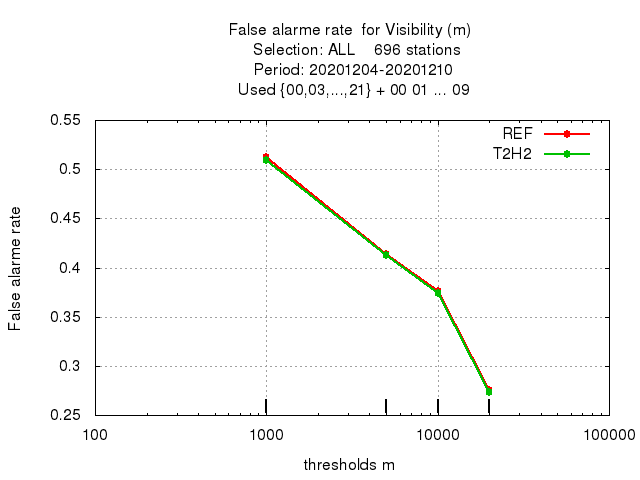 False alarme rate  for Visibility (m)
Selection: ALL    696 stations
Period: 20201204-20201210
Used {00,03,...,21} + 00 01 ... 09
REF
T2H2
0.55
0.5
0.45
0.4
0.35
0.3
0.25
False alarme rate
100
1000
10000
100000
thresholds m